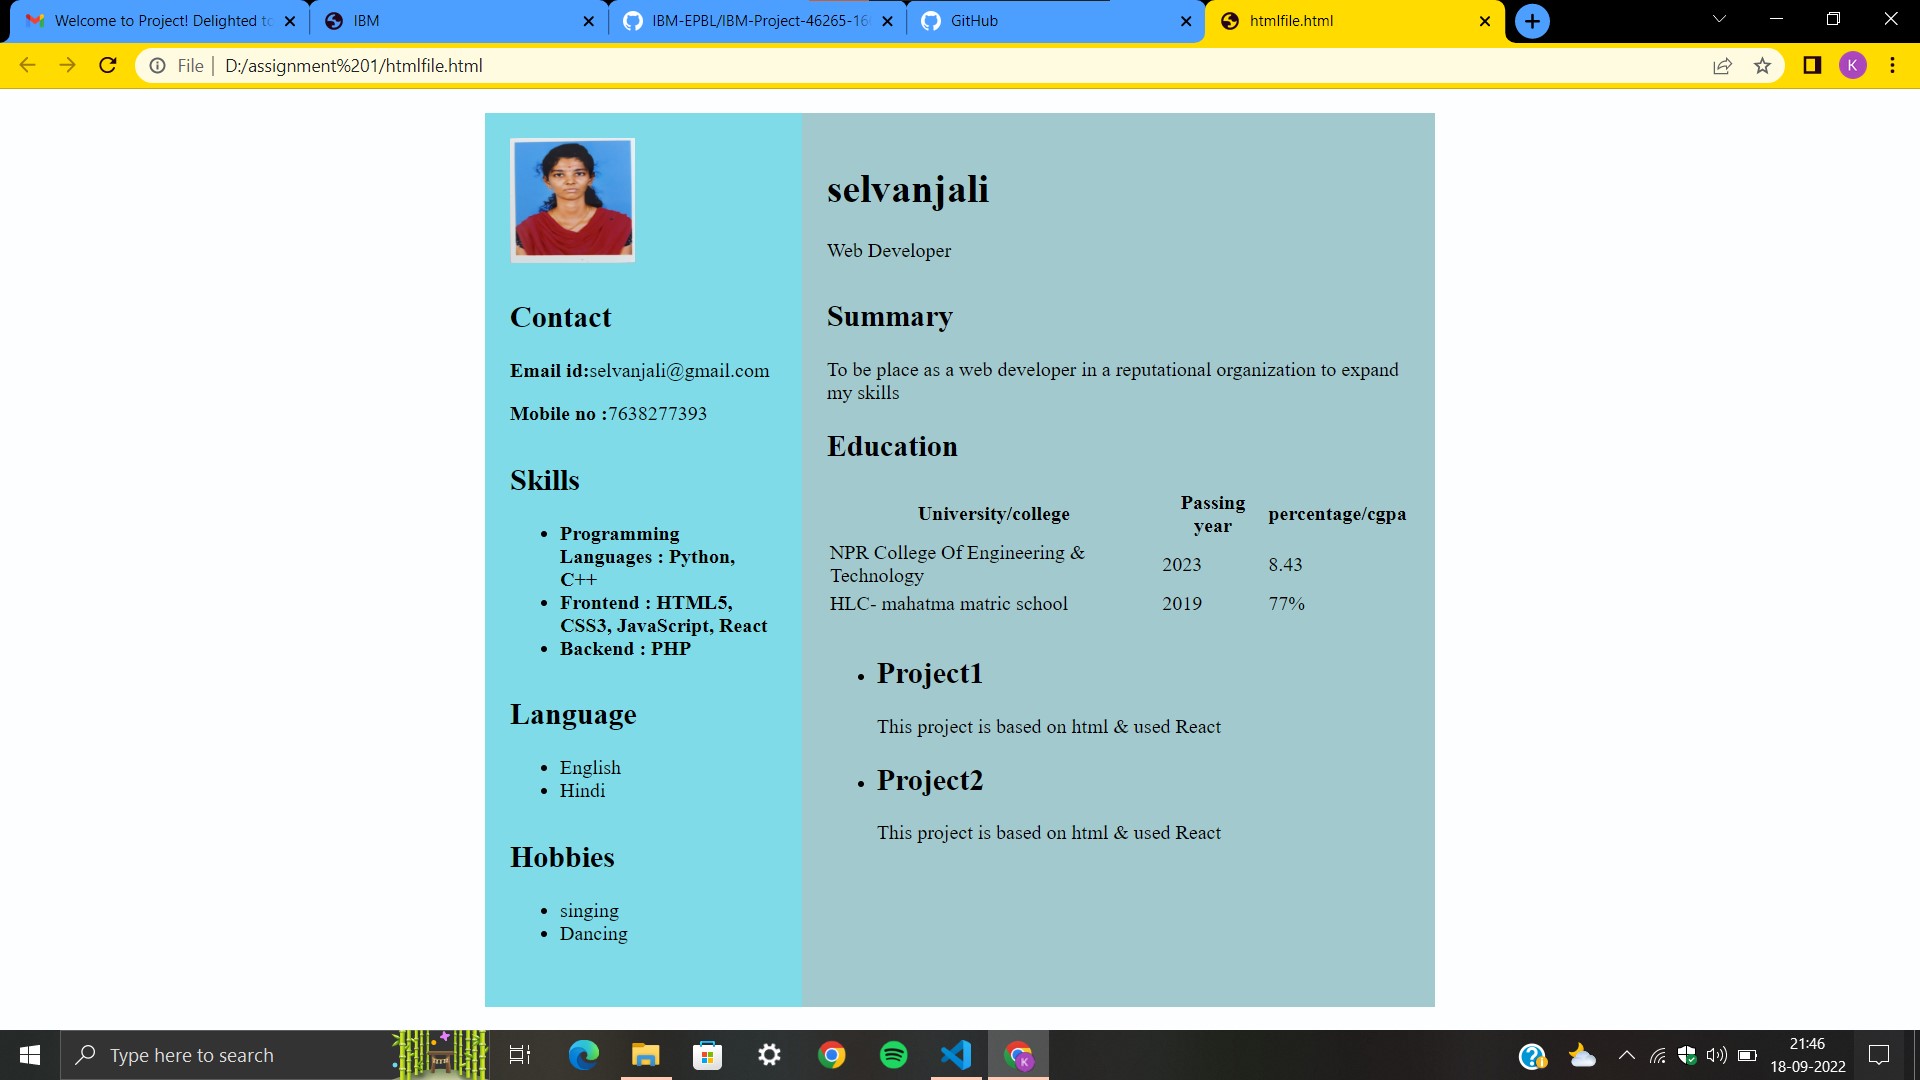 Welcome to Project! Delighted to
IBM
IBM-EPBL/IBM-Project-46265-16
GitHub
htmlfile.html
File | D:/assignment%201/htmlfile.html
K
Contact
Email id:selvanjali@gmail.com
Mobile no :7638277393
Skills
• Programming
Languages : Python,
C++
• Frontend : HTML5,
CSS3, JavaScript, React
• Backend : PHP
Language
• English
• Hindi
Hobbies
• singing
• Dancing
selvanjali
Web Developer
Summary
To be place as a web developer in a reputational organization to expand
my skills
Education
University/college Passing year percentage/cgpa
NPR College Of Engineering &
Technology 2023 8.43
HLC- mahatma matric school 2019 77%
• Project1
This project is based on html & used React
• Project2
This project is based on html & used React
Type here to search
K
21:46
18-09-2022